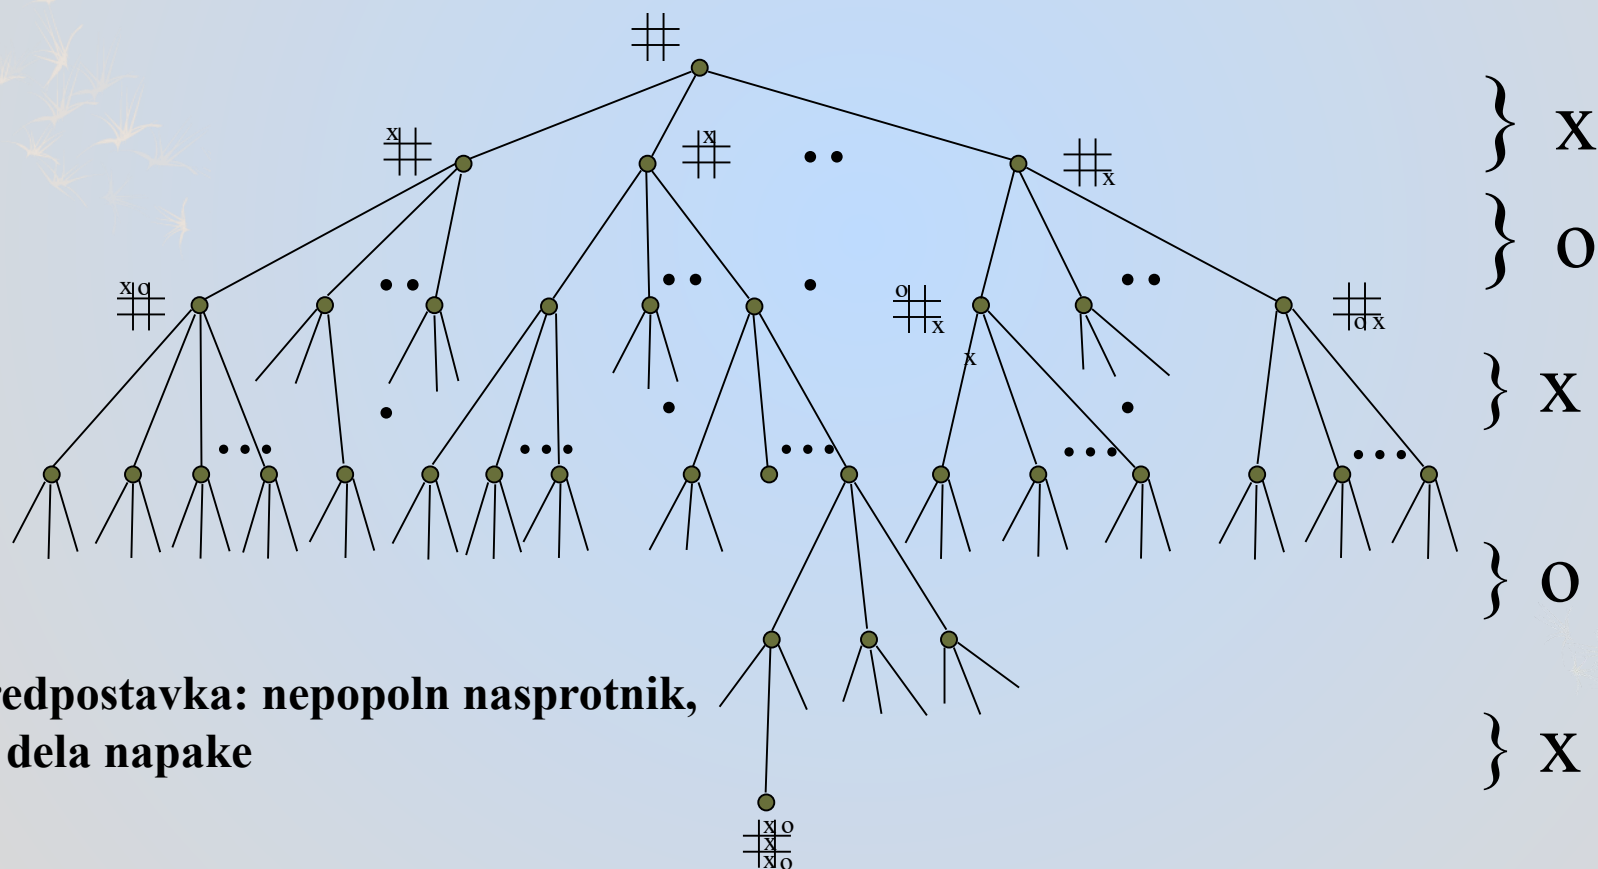 x
x
x
x
} x
} o
x o
o
x
o x
x
} x
} o
edpostavka: nepopoln nasprotnik,
dela napake
} x
x o
x
x o